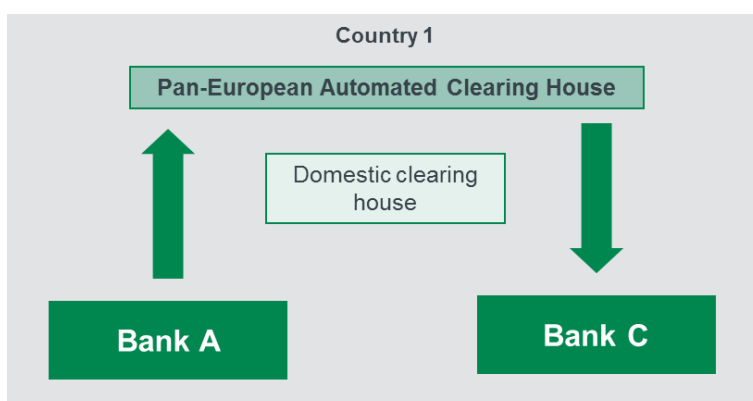 Country 1
Pan-European Automated Clearing House
Domestic clearing
house
Bank A
Bank C